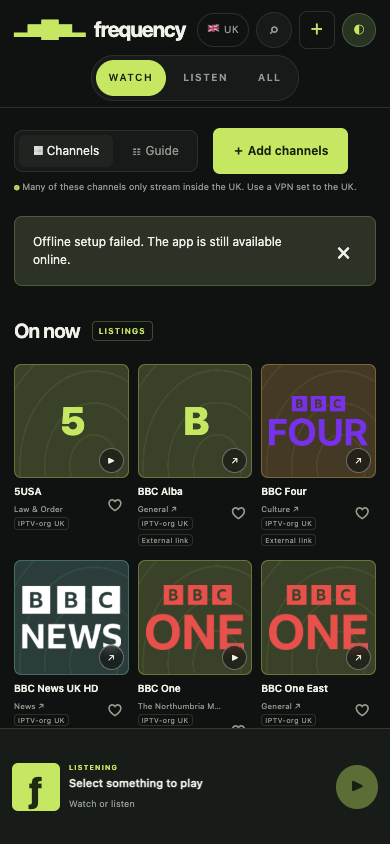 frequency
UK
WATCH
LISTEN
ALL
Channels
Guide
+ Add channels
Many of these channels only stream inside the UK. Use a VPN set to the UK.
Offline setup failed. The app is still available
online.
On now
LISTINGS
5
B
BBC
FOUR
5USA
Law & Order
IPTV-org UK
BBC Alba
General ↗
IPTV-org UK
External link
BBC Four
Culture ↗
IPTV-org UK
External link
BBC
NEWS
BBC
ONE
BBC
ONE
BBC News UK HD
News ↗
IPTV-org UK
BBC One
The Northumbria M...
IPTV-org UK
BBC One East
General ↗
IPTV-org UK
f
LISTENING
Select something to play
Watch or listen